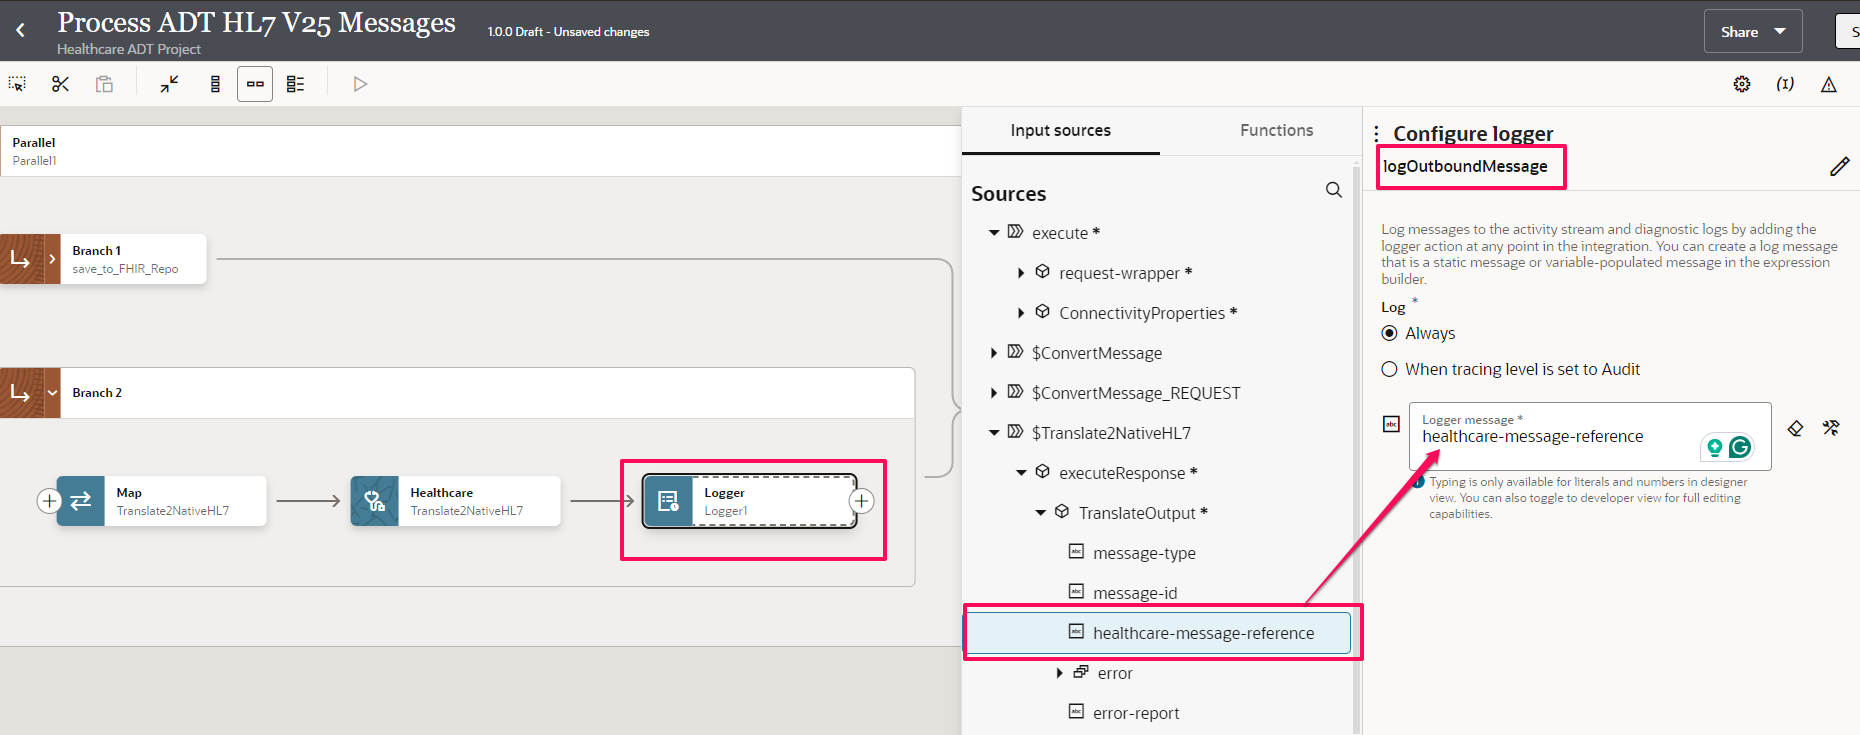 Process ADT HL7 V25 Messages
1.0.0 Draft - Unsaved changes
Healthcare ADT Project
Share
S
Parallel
Parallel1
Branch 1
save_to_FHIR_Repo
Branch 2
Map
Translate2NativeHL7
Healthcare
Translate2NativeHL7
Logger
Logger1
Input sources
Functions
Sources
execute *
request-wrapper *
ConnectivityProperties *
$ConvertMessage
$ConvertMessage_REQUEST
$Translate2NativeHL7
executeResponse *
TranslateOutput *
abc message-type
abc message-id
abc healthcare-message-reference
error
abc error-report
Configure logger
logOutboundMessage
Log messages to the activity stream and diagnostic logs by adding the
logger action at any point in the integration. You can create a log message
that is a static message or variable-populated message in the expression
builder.
Log *
Always
When tracing level is set to Audit
abc
Logger message *
healthcare-message-reference
Typing is only available for literals and numbers in designer
view. You can also toggle to developer view for full editing
capabilities.